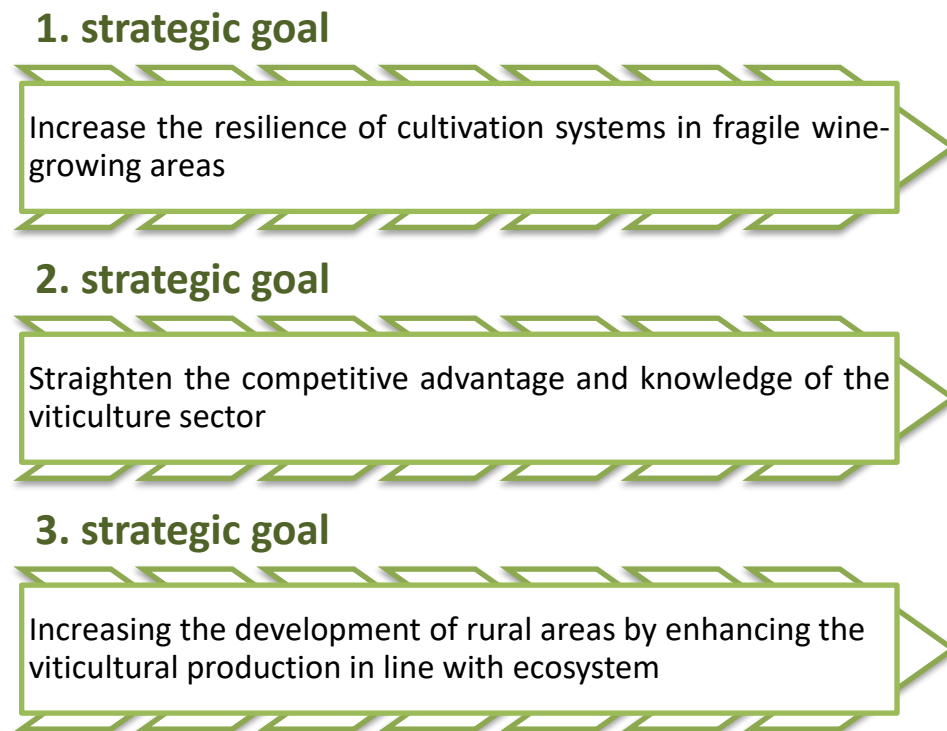 1. strategic goal
Increase the resilience of cultivation systems in fragile wine-
growing areas
2. strategic goal
Straighten the competitive advantage and knowledge of the
viticulture sector
3. strategic goal
Increasing the development of rural areas by enhancing the
viticultural production in line with ecosystem